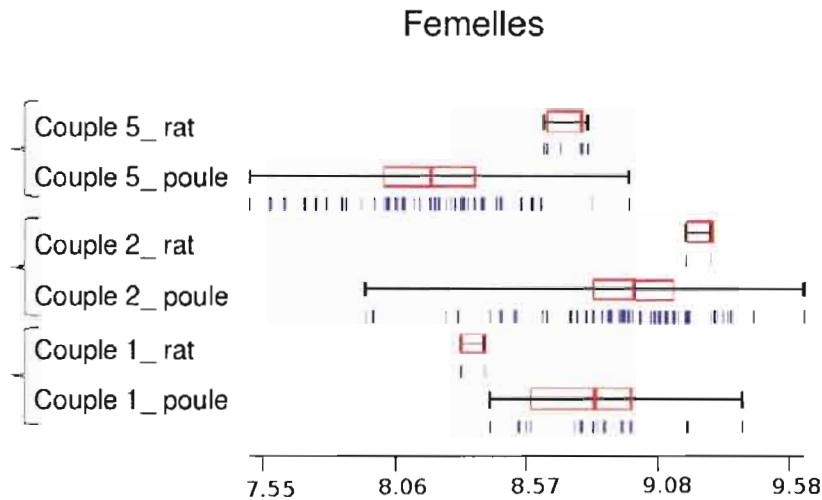 Femelles
Couple 5_ rat
Couple 5_ poule
Couple 2_ rat
Couple 2_ poule
Couple 1_ rat
Couple 1_ poule
7.55 8.06 8.57 9.08 9.58